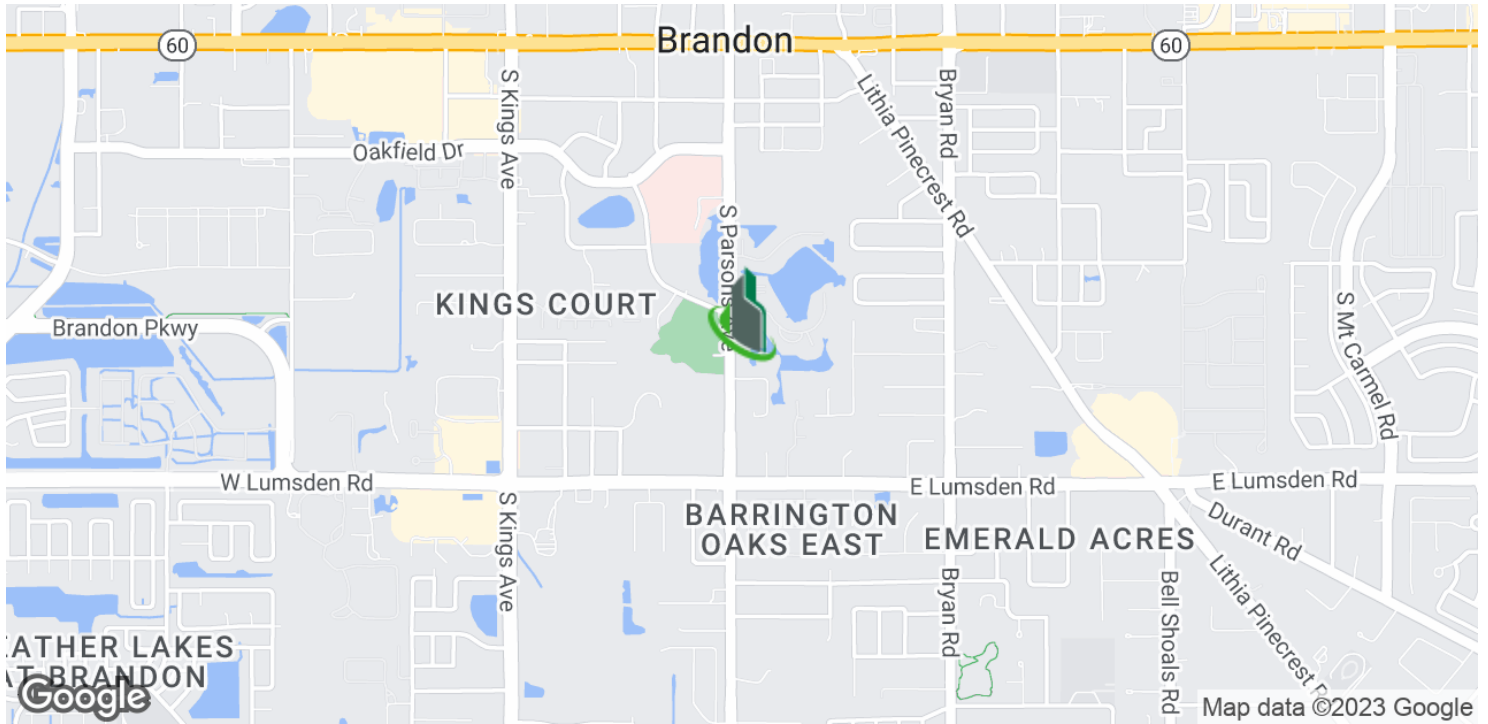 60
Brandon
60
S Kings Ave
Lithia Pinecrest Rd
Bryan Rd
Oakfield Dr
S Parsons Ave
KINGS COURT
Brandon Pkwy
S Mt Carmel Rd
W Lumsden Rd
E Lumsden Rd
E Lumsden Rd
S Kings Ave
BARRINGTON
OAKS EAST
EMERALD ACRES
Durant Rd
Bryan Rd
Bell Shoals Rd
Lithia Pinecrest Rd
EATHER LAKES
AT BRANDON
Google
Map data ©2023 Google